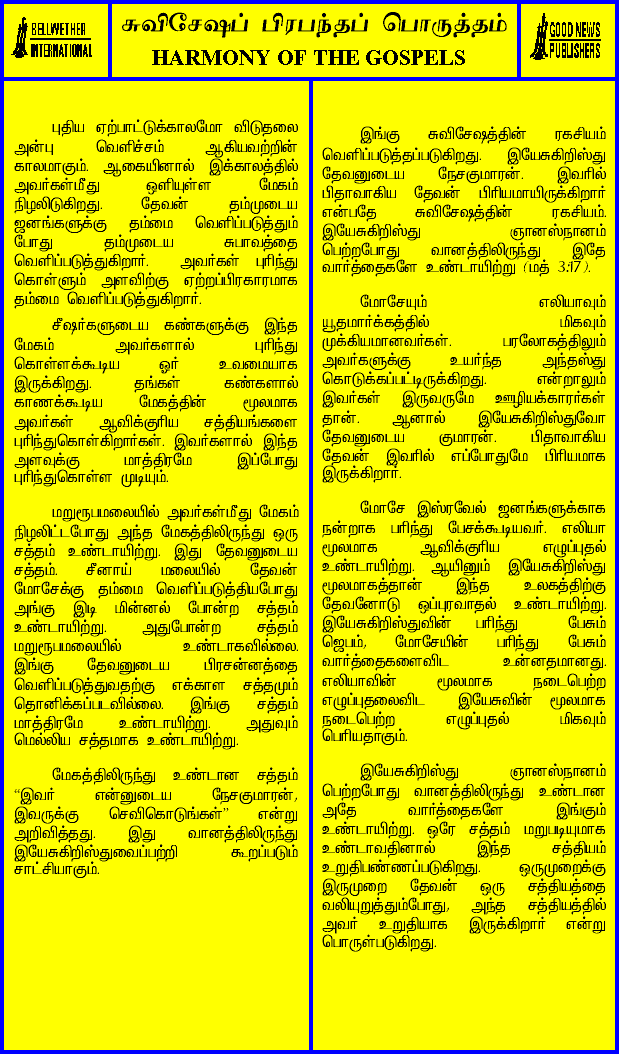 BELLWETHER
INTERNATIONAL
சுவிசேஷப் பிரபந்தப் பொருத்தம்
HARMONY OF THE GOSPELS
GOOD NEWS
PUBLISHERS
புதிய ஏற்பாட்டுக்காலமோ விடுதலை
அன்பு வெளிச்சம் ஆகியவற்றின்
காலமாகும். ஆகையினால் இக்காலத்தில்
அவர்கள்மீது ஒளியுள்ள மேகம்
நிழலிடுகிறது. தேவன் தம்முடைய
ஜனங்களுக்கு தம்மை வெளிப்படுத்தும்
போது தம்முடைய சுபாவத்தை
வெளிப்படுத்துகிறார். அவர்கள் புரிந்து
கொள்ளும் அளவிற்கு ஏற்றப்பிரகாரமாக
தம்மை வெளிப்படுத்துகிறார்.
சீஷர்களுடைய கண்களுக்கு இந்த
மேகம் அவர்களால் புரிந்து
கொள்ளக்கூடிய ஓர் உவமையாக
இருக்கிறது. தங்கள் கண்களால்
காணக்கூடிய மேகத்தின் மூலமாக
அவர்கள் ஆவிக்குரிய சத்தியங்களை
புரிந்துகொள்கிறார்கள். இவர்களால் இந்த
அளவுக்கு மாத்திரமே இப்போது
புரிந்துகொள்ள முடியும்.
மறுரூபமலையில் அவர்கள்மீது மேகம்
நிழலிட்டபோது அந்த மேகத்திலிருந்து ஒரு
சத்தம் உண்டாயிற்று. இது தேவனுடைய
சத்தம். சீனாய் மலையில் தேவன்
மோசேக்கு தம்மை வெளிப்படுத்தியபோது
அங்கு இடி மின்னல் போன்ற சத்தம்
உண்டாயிற்று. அதுபோன்ற சத்தம்
மறுரூபமலையில் உண்டாகவில்லை.
இங்கு தேவனுடைய பிரசன்னத்தை
வெளிப்படுத்துவதற்கு எக்காள சத்தமும்
தொனிக்கப்படவில்லை. இங்கு சத்தம்
மாத்திரமே உண்டாயிற்று. அதுவும்
மெல்லிய சத்தமாக உண்டாயிற்று.
மேகத்திலிருந்து உண்டான சத்தம்
“இவர் என்னுடைய நேசகுமாரன்,
இவருக்கு செவிகொடுங்கள்” என்று
அறிவித்தது. இது வானத்திலிருந்து
இயேசுகிறிஸ்துவைப்பற்றி கூறப்படும்
சாட்சியாகும்.
இங்கு சுவிசேஷத்தின் ரகசியம்
வெளிப்படுத்தப்படுகிறது. இயேசுகிறிஸ்து
தேவனுடைய நேசகுமாரன். இவரில்
பிதாவாகிய தேவன் பிரியமாயிருக்கிறார்
என்பதே சுவிசேஷத்தின் ரகசியம்.
இயேசுகிறிஸ்து ஞானஸ்நானம்
பெற்றபோது வானத்திலிருந்து இதே
வார்த்தைகளே உண்டாயிற்று (மத் 3:17).
மோசேயும் எலியாவும்
யூதமார்க்கத்தில் மிகவும்
முக்கியமானவர்கள். பரலோகத்திலும்
அவர்களுக்கு உயர்ந்த அந்தஸ்து
கொடுக்கப்பட்டிருக்கிறது. என்றாலும்
இவர்கள் இருவருமே ஊழியக்காரர்கள்
தான். ஆனால் இயேசுகிறிஸ்துவோ
தேவனுடைய குமாரன். பிதாவாகிய
தேவன் இவரில் எப்போதுமே பிரியமாக
இருக்கிறார்.
மோசே இஸ்ரவேல் ஜனங்களுக்காக
நன்றாக பரிந்து பேசக்கூடியவர். எலியா
மூலமாக ஆவிக்குரிய எழுப்புதல்
உண்டாயிற்று. ஆயினும் இயேசுகிறிஸ்து
மூலமாகத்தான் இந்த உலகத்திற்கு
தேவனோடு ஒப்புரவாதல் உண்டாயிற்று.
இயேசுகிறிஸ்துவின் பரிந்து பேசும்
ஜெபம், மோசேயின் பரிந்து பேசும்
வார்த்தைகளைவிட உன்னதமானது.
எலியாவின் மூலமாக நடைபெற்ற
எழுப்புதலைவிட இயேசுவின் மூலமாக
நடைபெற்ற எழுப்புதல் மிகவும்
பெரியதாகும்.
இயேசுகிறிஸ்து ஞானஸ்நானம்
பெற்றபோது வானத்திலிருந்து உண்டான
அதே வார்த்தைகளே இங்கும்
உண்டாயிற்று. ஒரே சத்தம் மறுபடியுமாக
உண்டாவதினால் இந்த சத்தியம்
உறுதிபண்ணப்படுகிறது. ஒருமுறைக்கு
இருமுறை தேவன் ஒரு சத்தியத்தை
வலியுறுத்தும்போது, அந்த சத்தியத்தில்
அவர் உறுதியாக இருக்கிறார் என்று
பொருள்படுகிறது.